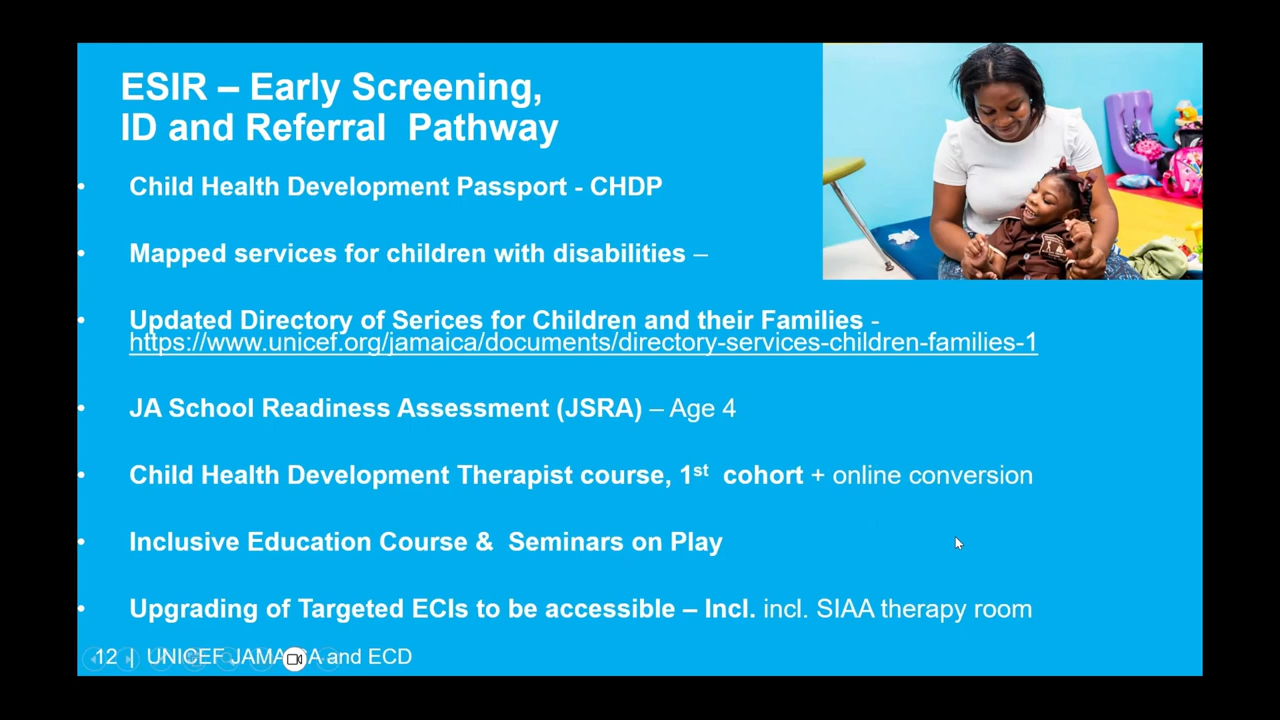 ESIR – Early Screening,
ID and Referral Pathway
• Child Health Development Passport - CHDP
• Mapped services for children with disabilities –
• Updated Directory of Serices for Children and their Families -
https://www.unicef.org/jamaica/documents/directory-services-children-families-1
• JA School Readiness Assessment (JSRA) – Age 4
• Child Health Development Therapist course, 1st cohort + online conversion
• Inclusive Education Course & Seminars on Play
• Upgrading of Targeted ECIs to be accessible – Incl. incl. SIAA therapy room
12 | UNICEF JAMAICA and ECD